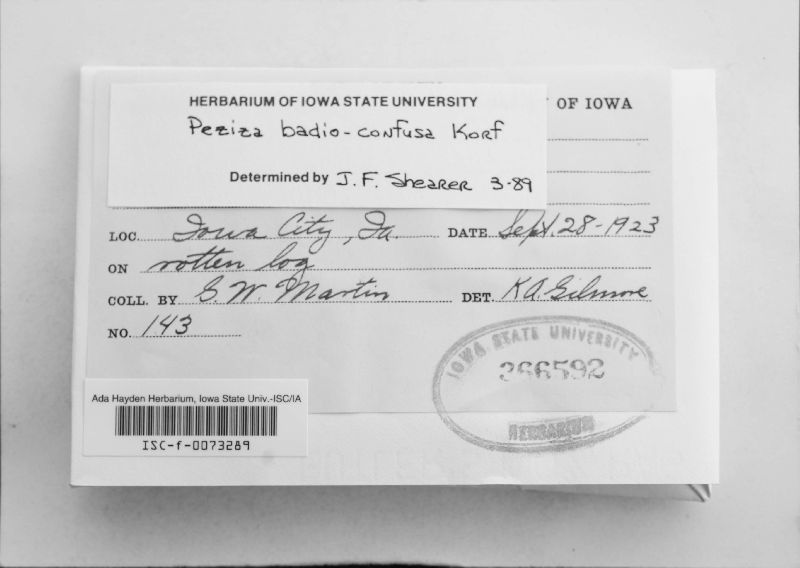 HERBARIUM OF IOWA STATE UNIVERSITY
Peziza badio-confusa Korf
Determined by J. F. Shearer 3-89
OF IOWA
LOC. Iowa City, Ia. DATE Sept. 28-1923
ON rotten log
COLL. BY G. W. Martin DET. K.A. Gilmore
NO. 143
IOWA STATE UNIVERSITY
366592
HERBARIUM
Ada Hayden Herbarium, Iowa State Univ.-ISC/IA
ISC-f-0073289